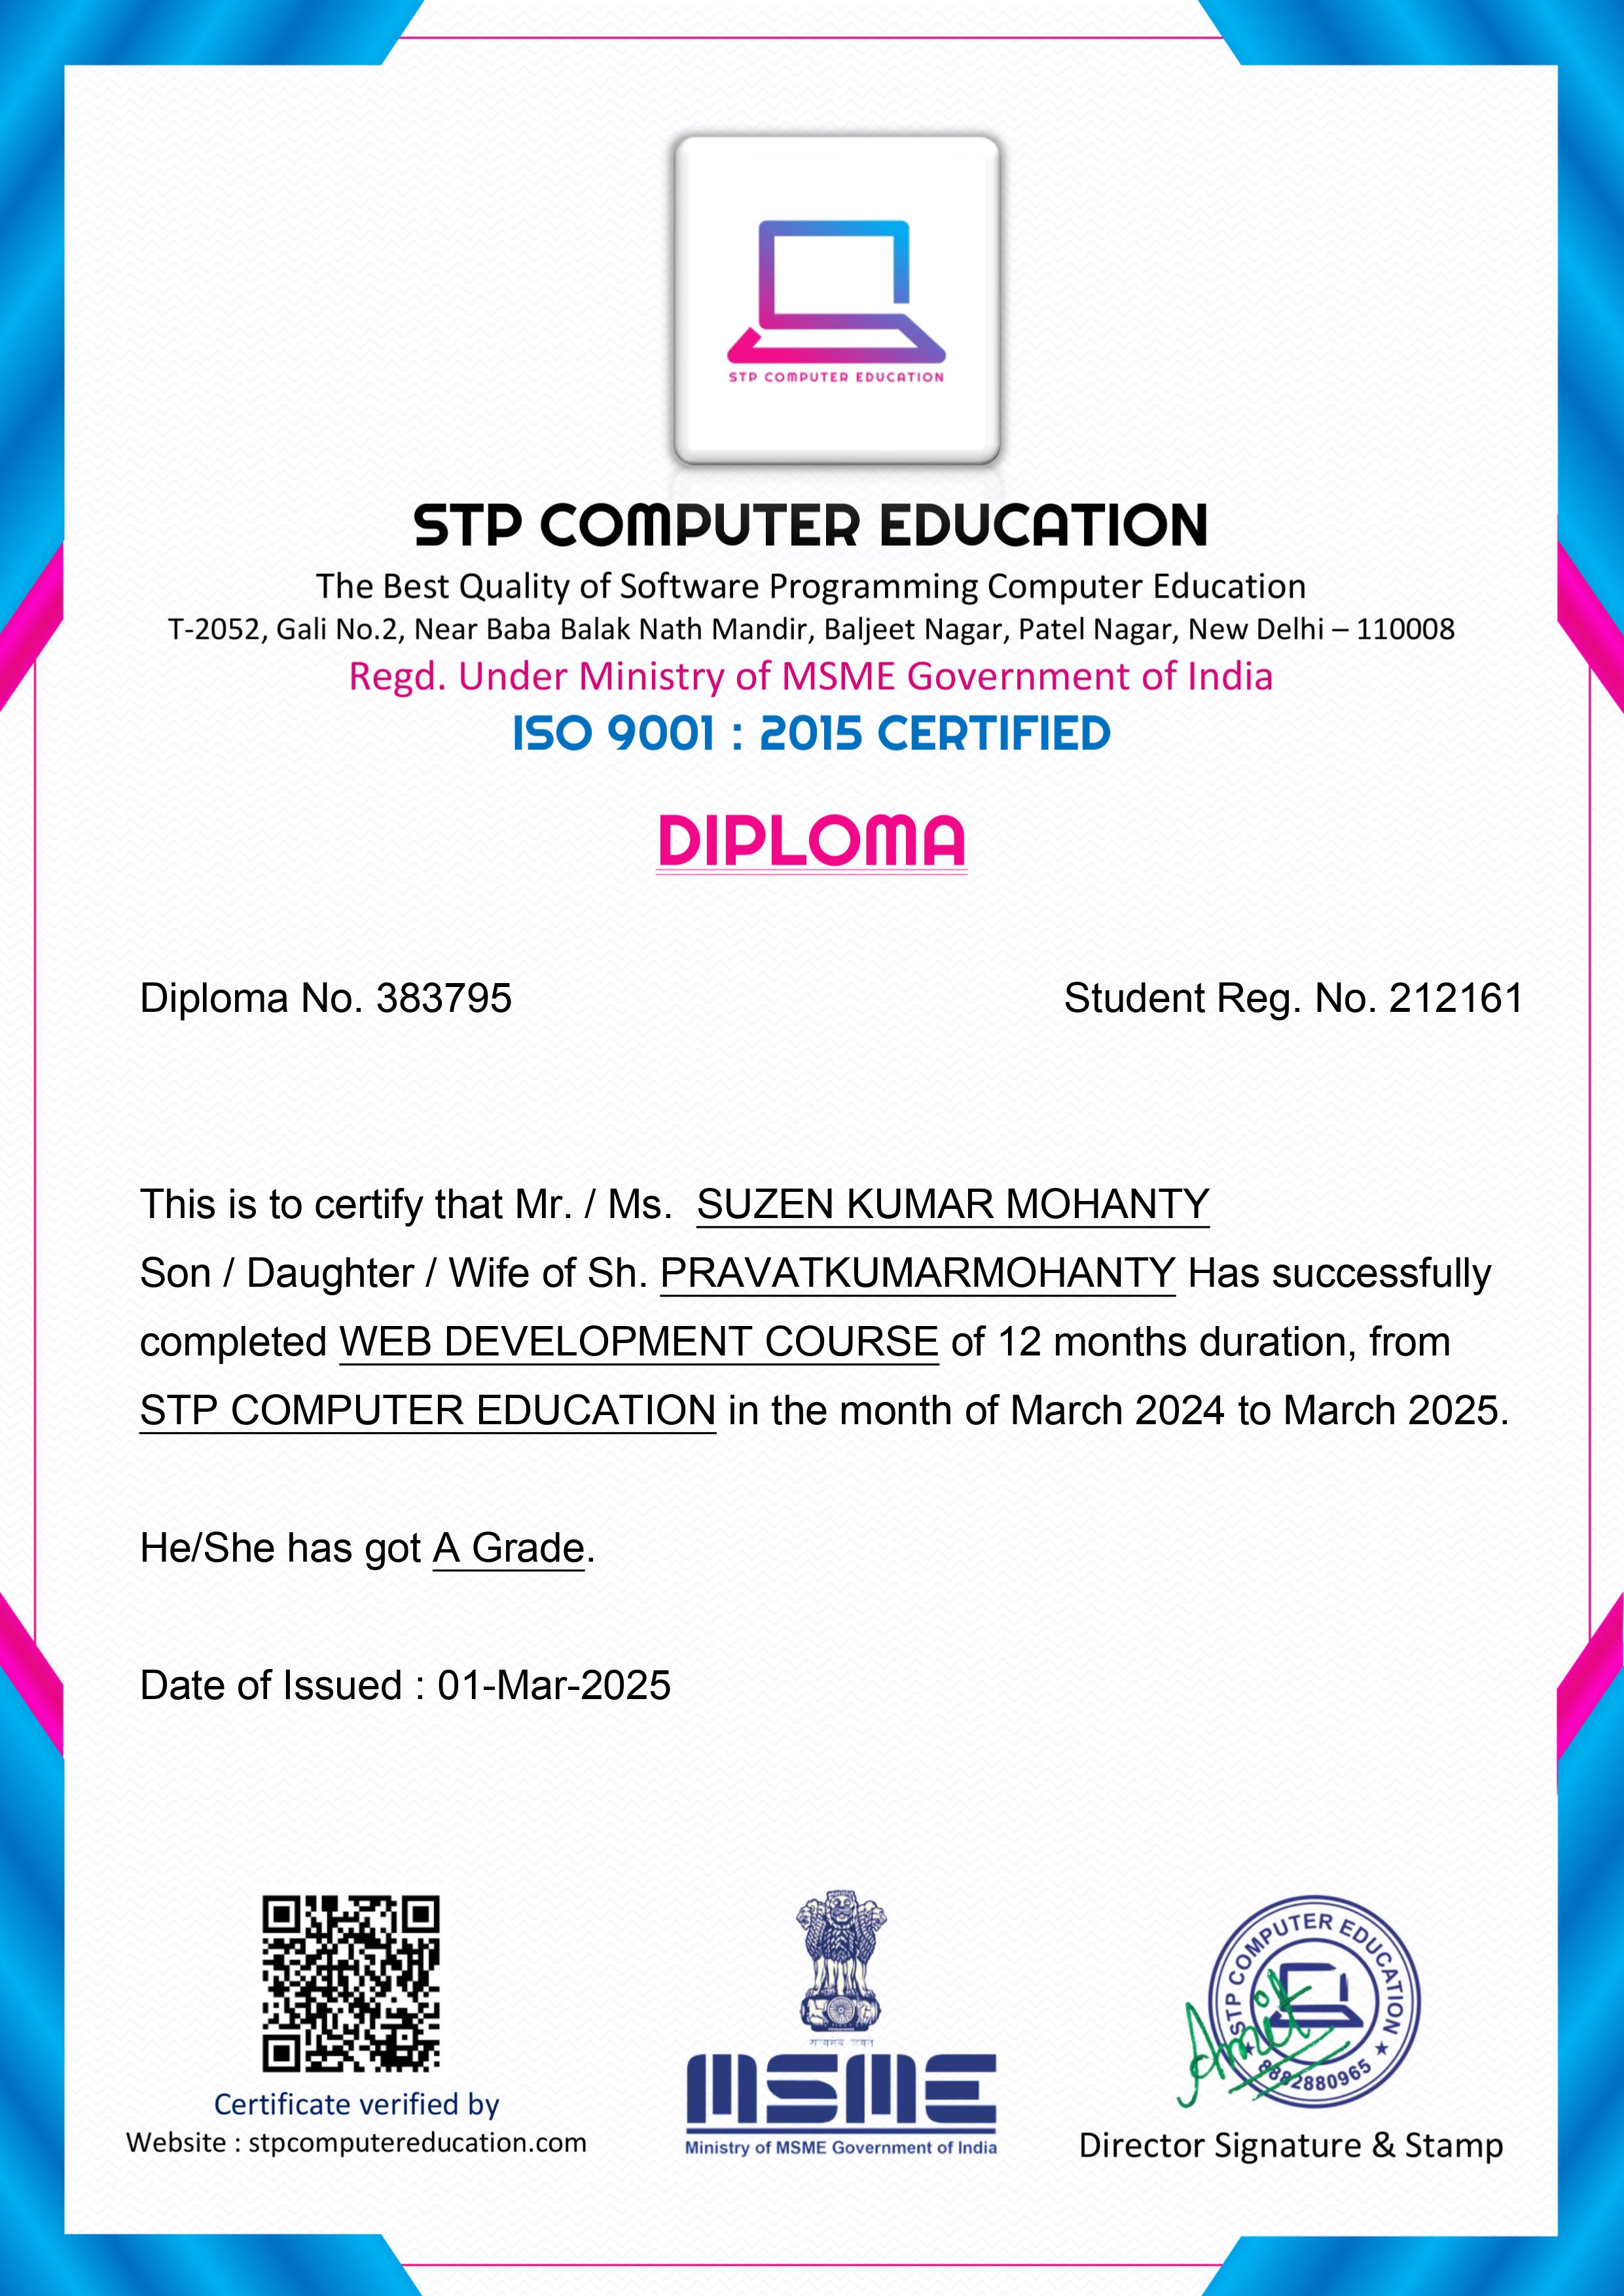 STP COMPUTER EDUCATION
STP COMPUTER EDUCATION
The Best Quality of Software Programming Computer Education
T-2052, Gali No.2, Near Baba Balak Nath Mandir, Baljeet Nagar, Patel Nagar, New Delhi – 110008
Regd. Under Ministry of MSME Government of India
ISO 9001 : 2015 CERTIFIED
DIPLOMA
Diploma No. 383795
Student Reg. No. 212161
This is to certify that Mr. / Ms. SUZEN KUMAR MOHANTY
Son / Daughter / Wife of Sh. PRAVATKUMARMOHANTY Has successfully
completed WEB DEVELOPMENT COURSE of 12 months duration, from
STP COMPUTER EDUCATION in the month of March 2024 to March 2025.
He/She has got A Grade.
Date of Issued : 01-Mar-2025
Certificate verified by
Website : stpcomputereducation.com
सत्यमेव जयते
MSME
Ministry of MSME Government of India
STP COMPUTER EDUCATION
★ 8882880965 ★
Amit
Director Signature & Stamp